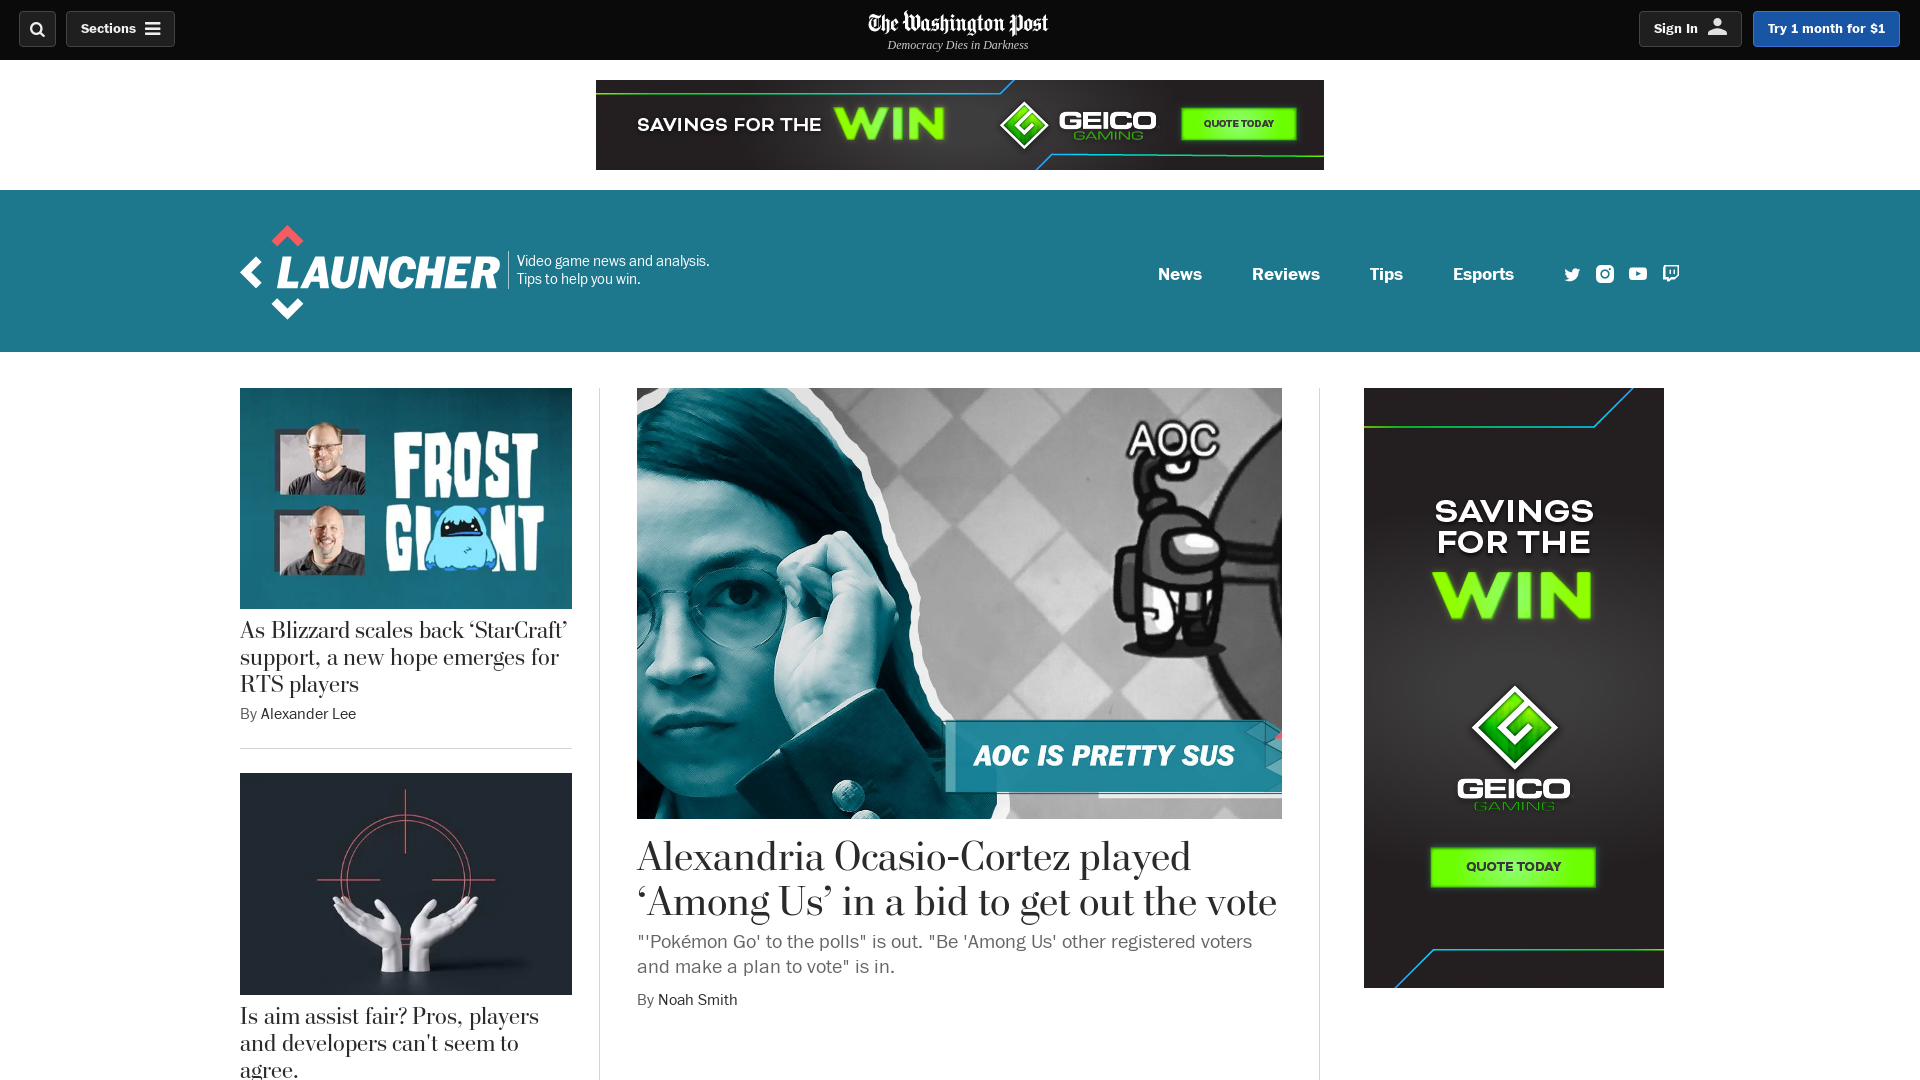 Sections
The Washington Post
Democracy Dies in Darkness
Sign In
Try 1 month for $1
SAVINGS FOR THE WIN
GEICO
GAMING
QUOTE TODAY
LAUNCHER
Video game news and analysis.
Tips to help you win.
News
Reviews
Tips
Esports
FROST
GIANT
As Blizzard scales back ‘StarCraft’
support, a new hope emerges for
RTS players
By Alexander Lee
Is aim assist fair? Pros, players
and developers can't seem to
agree.
AOC
AOC IS PRETTY SUS
Alexandria Ocasio-Cortez played
‘Among Us’ in a bid to get out the vote
"'Pokémon Go' to the polls" is out. "Be 'Among Us' other registered voters
and make a plan to vote" is in.
By Noah Smith
SAVINGS
FOR THE
WIN
GEICO
GAMING
QUOTE TODAY